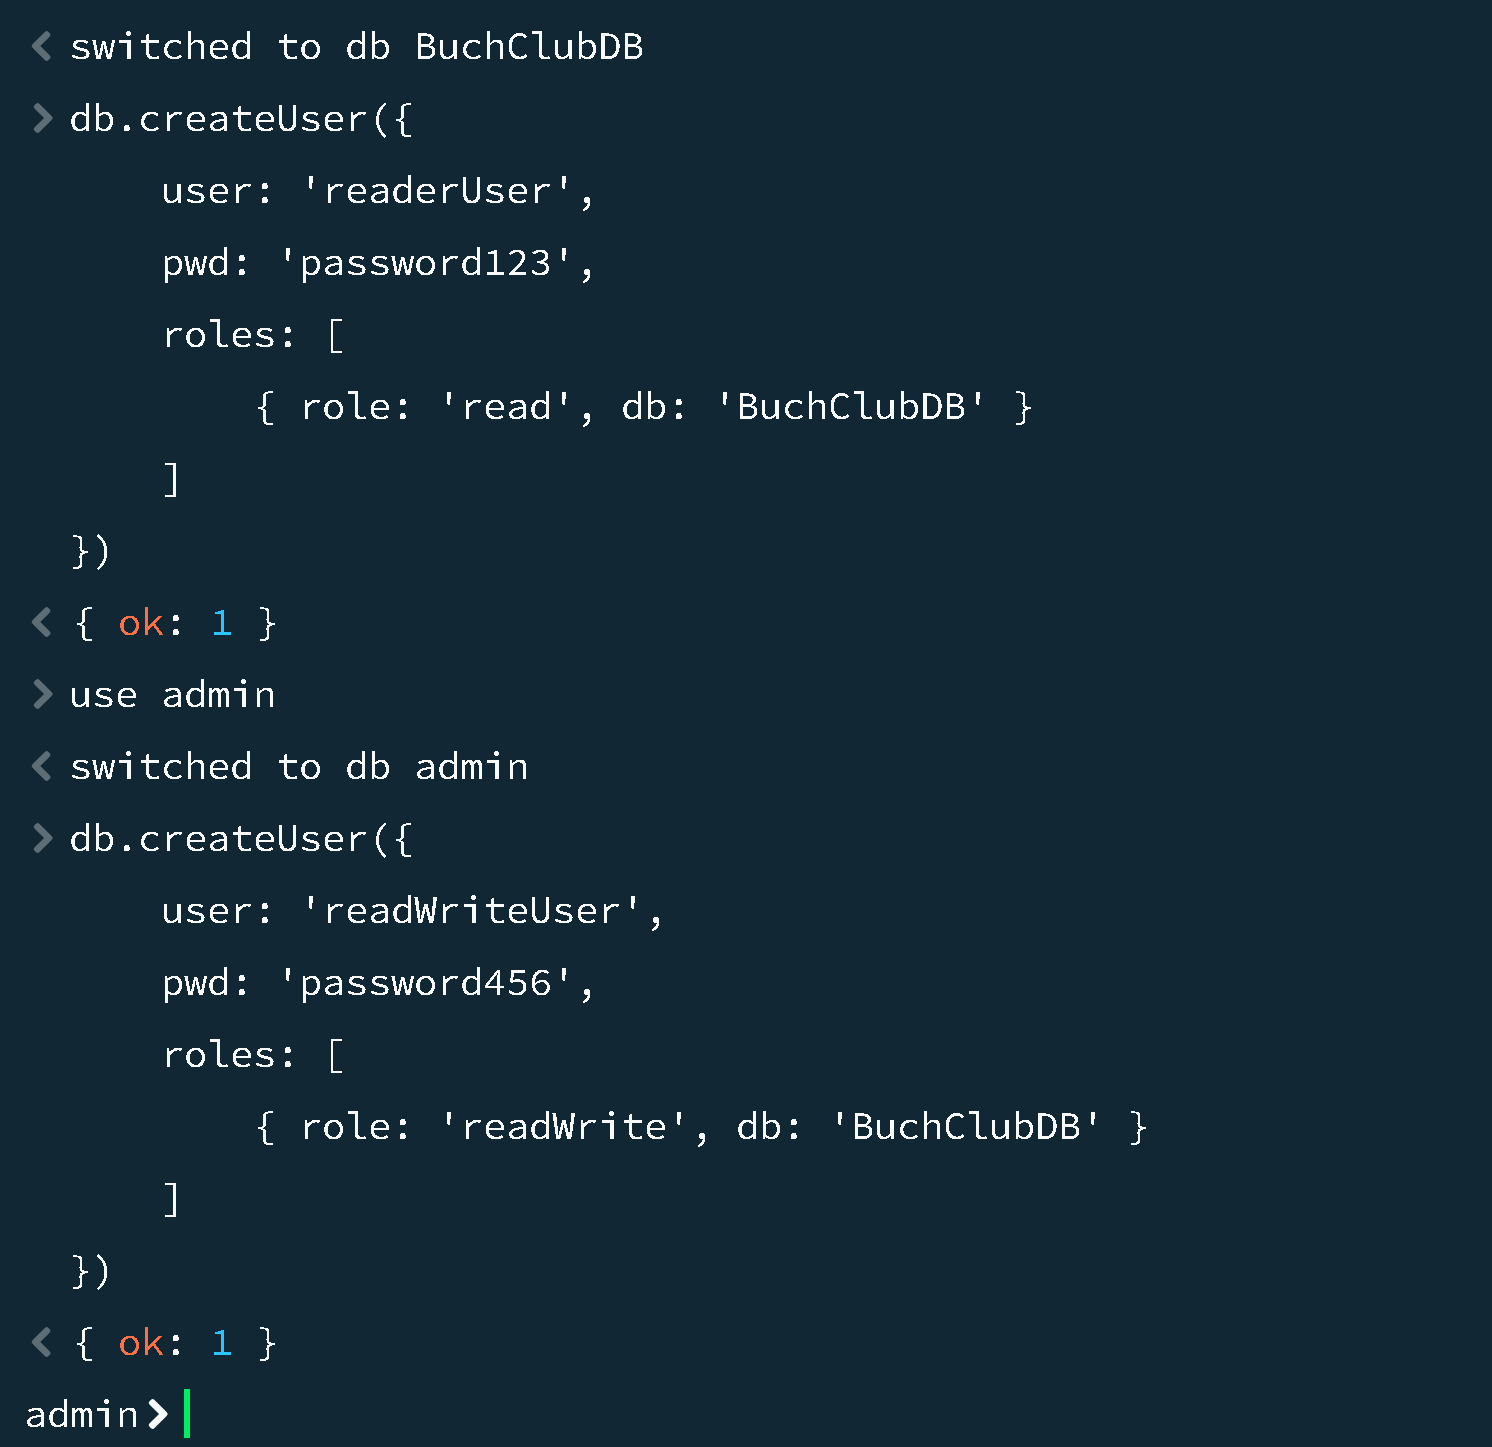 switched to db BuchClubDB
db.createUser({
user: 'readerUser',
pwd: 'password123',
roles: [
{ role: 'read', db: 'BuchClubDB' }
]
})
{ ok: 1 }
use admin
switched to db admin
db.createUser({
user: 'readWriteUser',
pwd: 'password456',
roles: [
{ role: 'readWrite', db: 'BuchClubDB' }
]
})
{ ok: 1 }
admin>